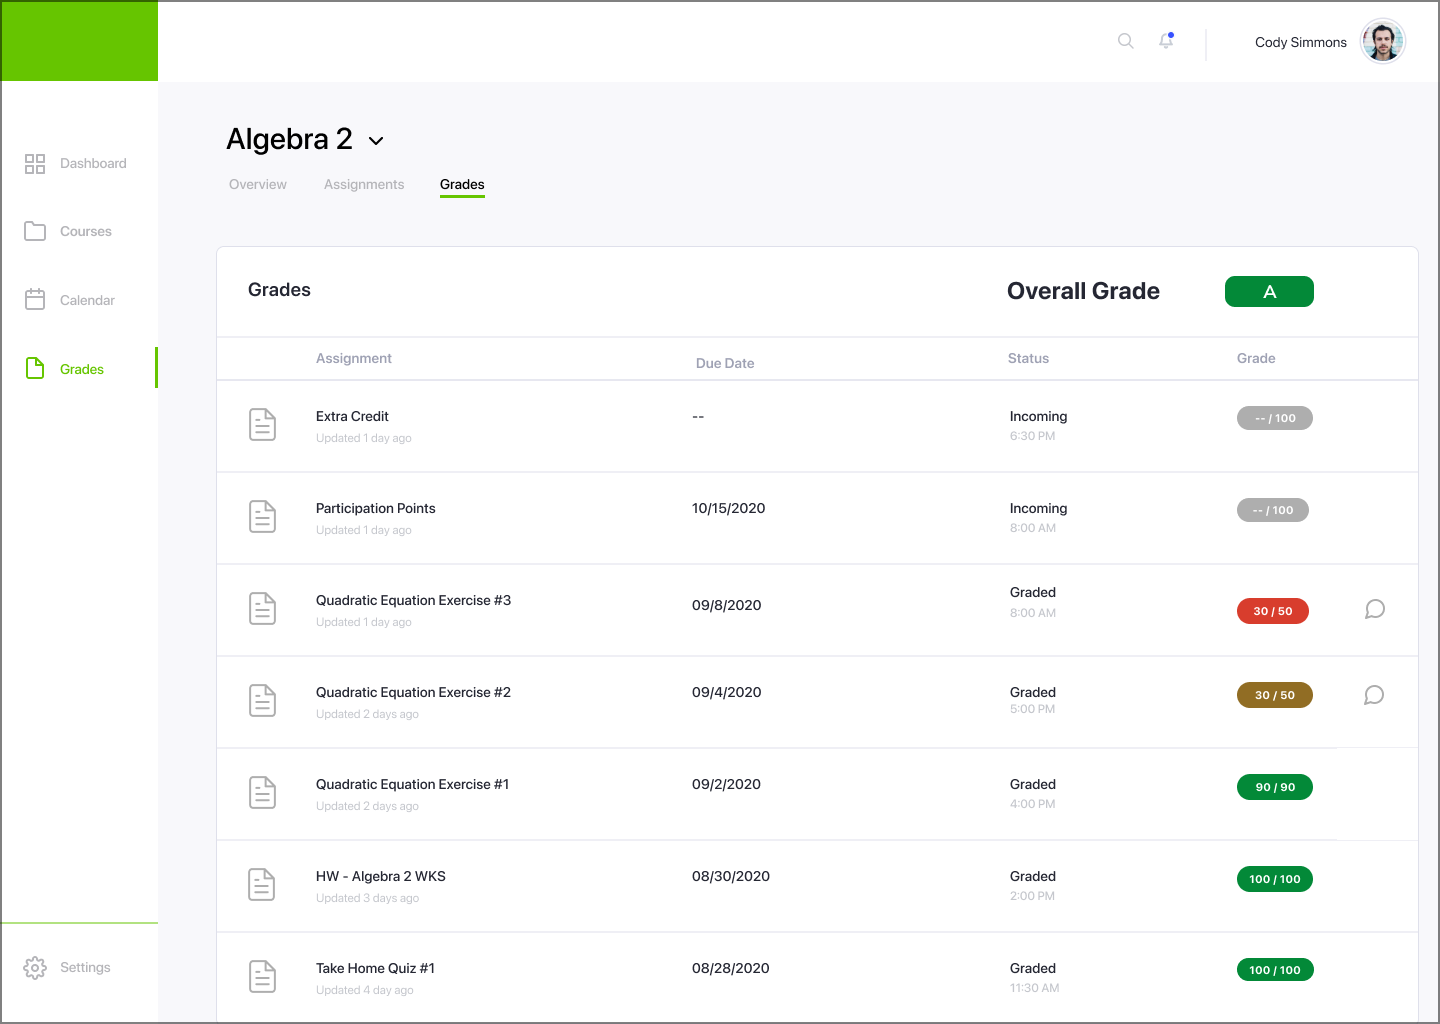 Cody Simmons
Algebra 2
Overview Assignments Grades
Dashboard
Courses
Calendar
Grades
Settings
Grades Overall Grade A
Assignment Due Date Status Grade
Extra Credit -- Incoming -- / 100
Updated 1 day ago 6:30 PM
Participation Points 10/15/2020 Incoming -- / 100
Updated 1 day ago 8:00 AM
Quadratic Equation Exercise #3 09/8/2020 Graded 30 / 50
Updated 1 day ago 8:00 AM
Quadratic Equation Exercise #2 09/4/2020 Graded 30 / 50
Updated 2 days ago 5:00 PM
Quadratic Equation Exercise #1 09/2/2020 Graded 90 / 90
Updated 2 days ago 4:00 PM
HW - Algebra 2 WKS 08/30/2020 Graded 100 / 100
Updated 3 days ago 2:00 PM
Take Home Quiz #1 08/28/2020 Graded 100 / 100
Updated 4 day ago 11:30 AM